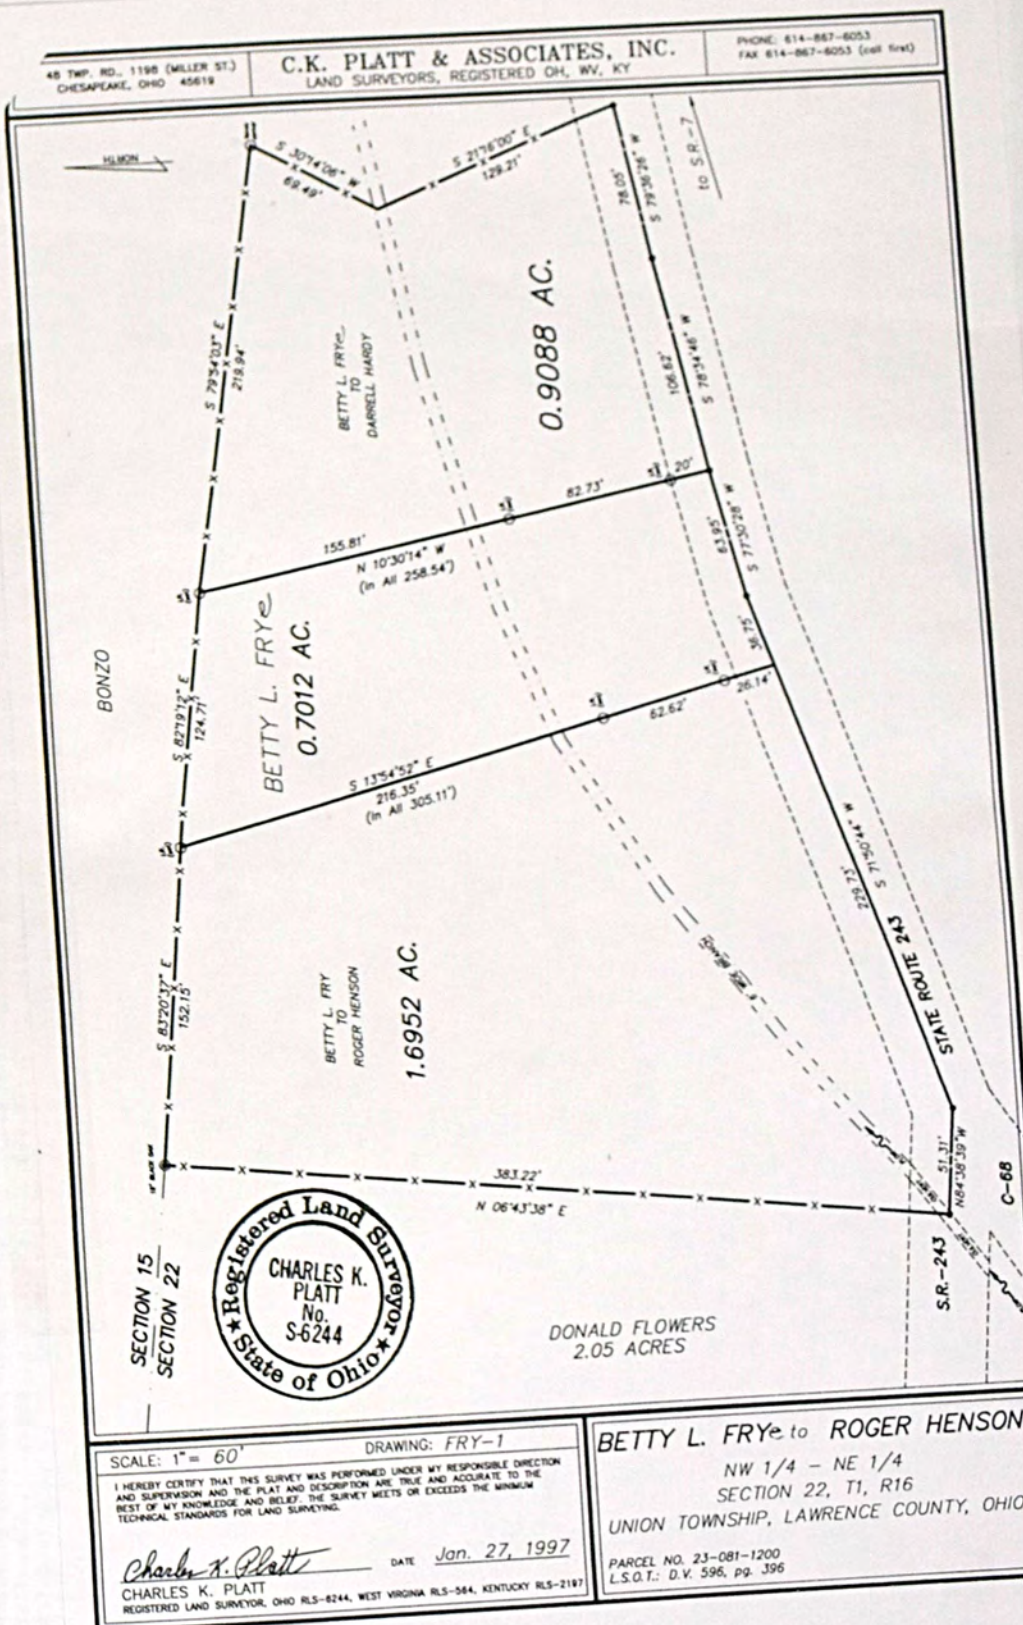 48 TWP. RD., 1198 (MILLER ST.)
CHESAPEAKE, OHIO 45619
C.K. PLATT & ASSOCIATES, INC.
LAND SURVEYORS, REGISTERED OH, WV, KY
PHONE: 614-867-6053
FAX 614-867-6053 (call first)
NORTH
S 30°14'06" W
69.49'
S 21°16'00" E
129.21'
78.05'
S 79°36'26" W
to S.R.-7
S 79°54'03" E
219.94'
BETTY L. FRYe
TO
DARRELL HARDY
0.9088 AC.
106.62'
S 78°34'46" W
155.81'
N 10°30'14" W
(In All 258.54')
82.73'
20'
63.95'
S 77°30'28" W
36.75'
BONZO
S 82°19'12" E
124.71'
BETTY L. FRYe
0.7012 AC.
S 13°54'52" E
216.35'
(In All 305.11')
62.62'
26.14'
229.73'
S 71°50'44" W
STATE ROUTE 243
S 83°20'37" E
152.15'
BETTY L. FRY
TO
ROGER HENSON
1.6952 AC.
383.22'
N 06°43'38" E
51.31'
N84°38'39"W
C-68
S.R.-243
SECTION 15
SECTION 22
Registered Land Surveyor
CHARLES K.
PLATT
No.
S-6244
State of Ohio
DONALD FLOWERS
2.05 ACRES
SCALE: 1"= 60'
DRAWING: FRY-1
I HEREBY CERTIFY THAT THIS SURVEY WAS PERFORMED UNDER MY RESPONSIBLE DIRECTION
AND SUPERVISION AND THE PLAT AND DESCRIPTION ARE TRUE AND ACCURATE TO THE
BEST OF MY KNOWLEDGE AND BELIEF. THE SURVEY MEETS OR EXCEEDS THE MINIMUM
TECHNICAL STANDARDS FOR LAND SURVEYING.
Charles K. Platt
DATE Jan. 27, 1997
CHARLES K. PLATT
REGISTERED LAND SURVEYOR, OHIO RLS-6244, WEST VIRGINIA RLS-564, KENTUCKY RLS-2197
BETTY L. FRYe to ROGER HENSON
NW 1/4 - NE 1/4
SECTION 22, T1, R16
UNION TOWNSHIP, LAWRENCE COUNTY, OHIO
PARCEL NO. 23-081-1200
L.S.O.T.: D.V. 596, pg. 396